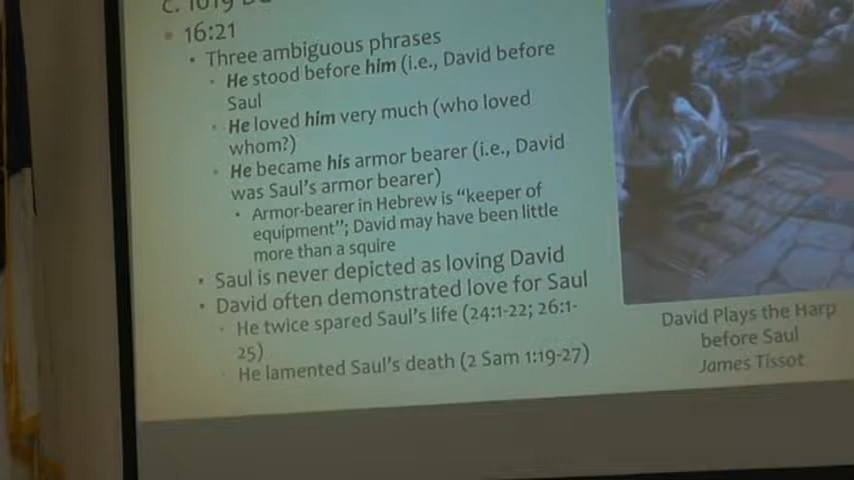 16:21
Three ambiguous phrases
He stood before him (i.e., David before
Saul
He loved him very much (who loved
whom?)
He became his armor bearer (i.e., David
was Saul's armor bearer)
Armor-bearer in Hebrew is "keeper of
equipment"; David may have been little
more than a squire
Saul is never depicted as loving David
David often demonstrated love for Saul
He twice spared Saul's life (24:1-22; 26:1-
25)
He lamented Saul's death (2 Sam 1:19-27)
David Plays the Harp
before Saul
James Tissot